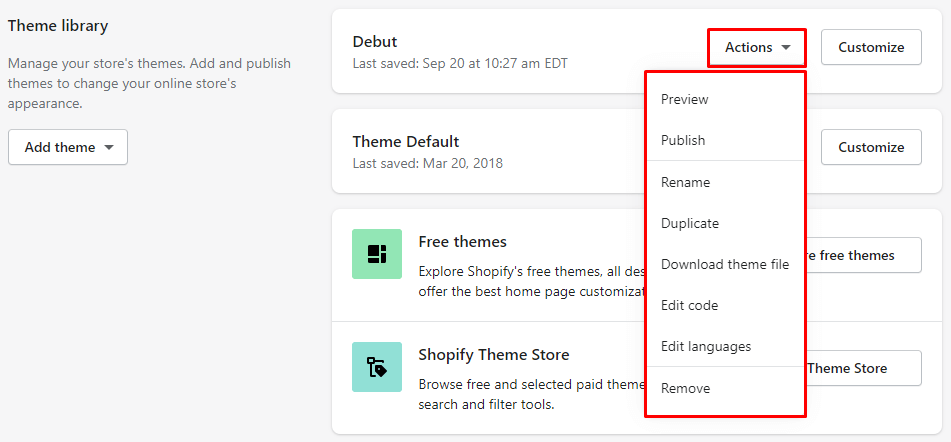 Theme library
Manage your store's themes. Add and publish
themes to change your online store's
appearance.
Add theme
Debut
Last saved: Sep 20 at 10:27 am EDT
Actions
Customize
Preview
Publish
Rename
Duplicate
Download theme file
Edit code
Edit languages
Remove
Theme Default
Last saved: Mar 20, 2018
Customize
Free themes
Explore Shopify's free themes, all
offer the best home page
free themes
Shopify Theme Store
Browse free and selected paid
search and filter tools.
Theme Store